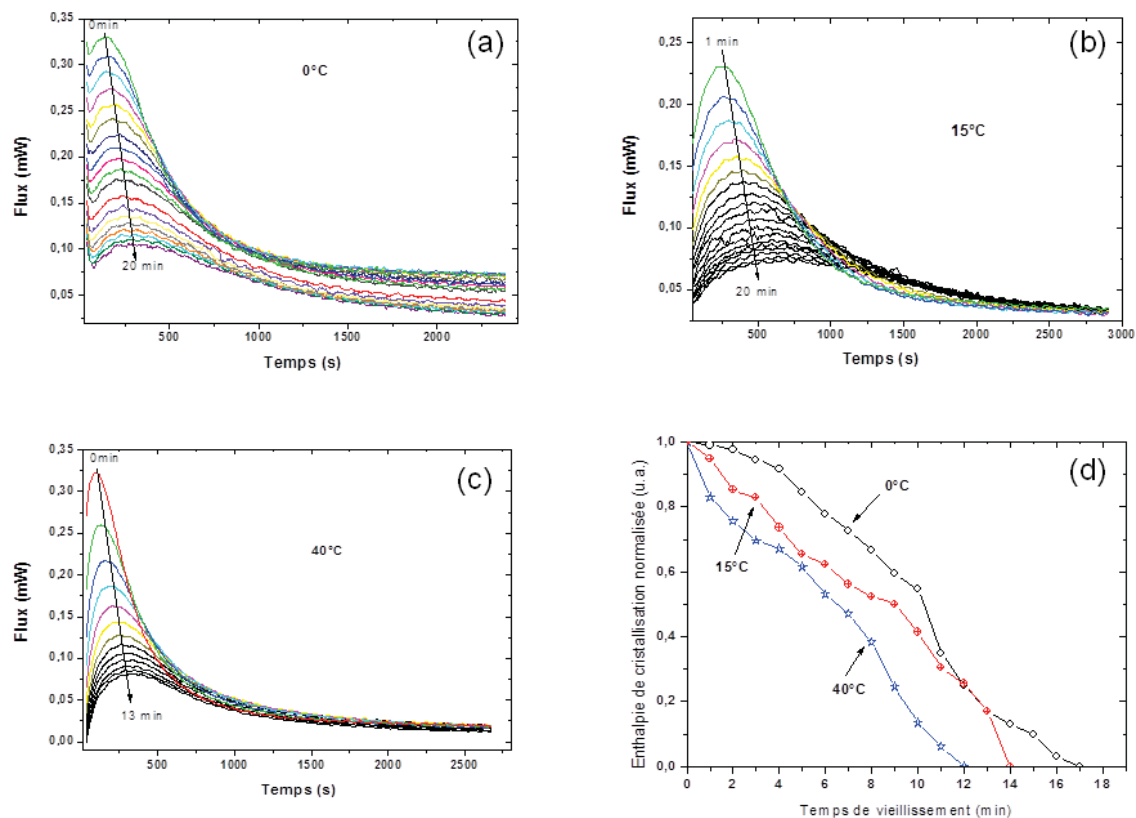 0,35
0,30
0,25
0,20
0,15
0,10
0,05
Flux (mW)
0min
(a)
0°C
20 min
500
1000
1500
2000
Temps (s)
0,25
0,20
0,15
0,10
0,05
Flux (mW)
1 min
(b)
15°C
20 min
500
1000
1500
2000
2500
3000
Temps (s)
0,35
0,30
0,25
0,20
0,15
0,10
0,05
0,00
Flux (mW)
0min
(c)
40°C
13 min
500
1000
1500
2000
2500
Temps (s)
1,0
0,8
0,6
0,4
0,2
0,0
Enthalpie de cristallisation normalisée (u.a.)
(d)
0°C
15°C
40°C
0
2
4
6
8
10
12
14
16
18
Temps de vieillissement (min)